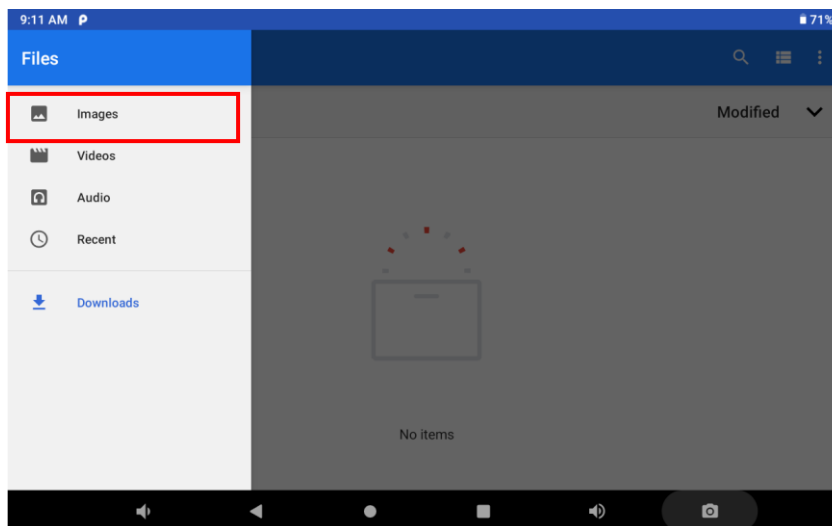 9:11 AM
71%
Files
Images
Modified
Videos
Audio
Recent
Downloads
No items